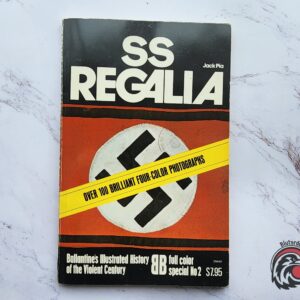 SS
Jack Pia
REGALIA
OVER 100 BRILLIANT FOUR-COLOR PHOTOGRAPHS
Ballantine's Illustrated History
of the Violent Century
BB
full color
special No 2
$7.95